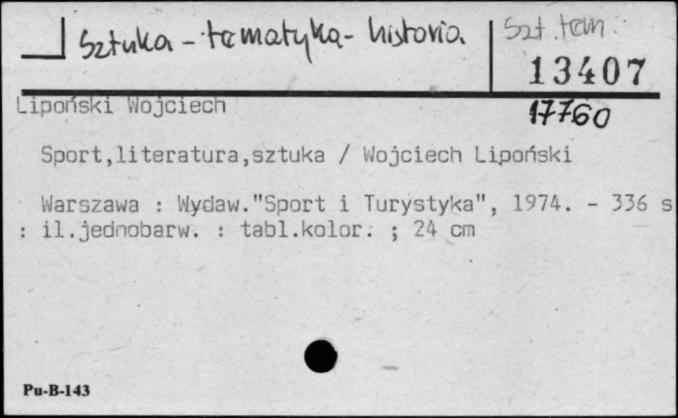 Sztuka - tematyka - historia
Szt. tem.
13407
17760
Lipoński Wojciech
Sport,literatura,sztuka / Wojciech Lipoński
Warszawa : Wydaw."Sport i Turystyka", 1974. - 336 s
: il.jednobarw. : tabl.kolor. ; 24 cm
Pu-B-143